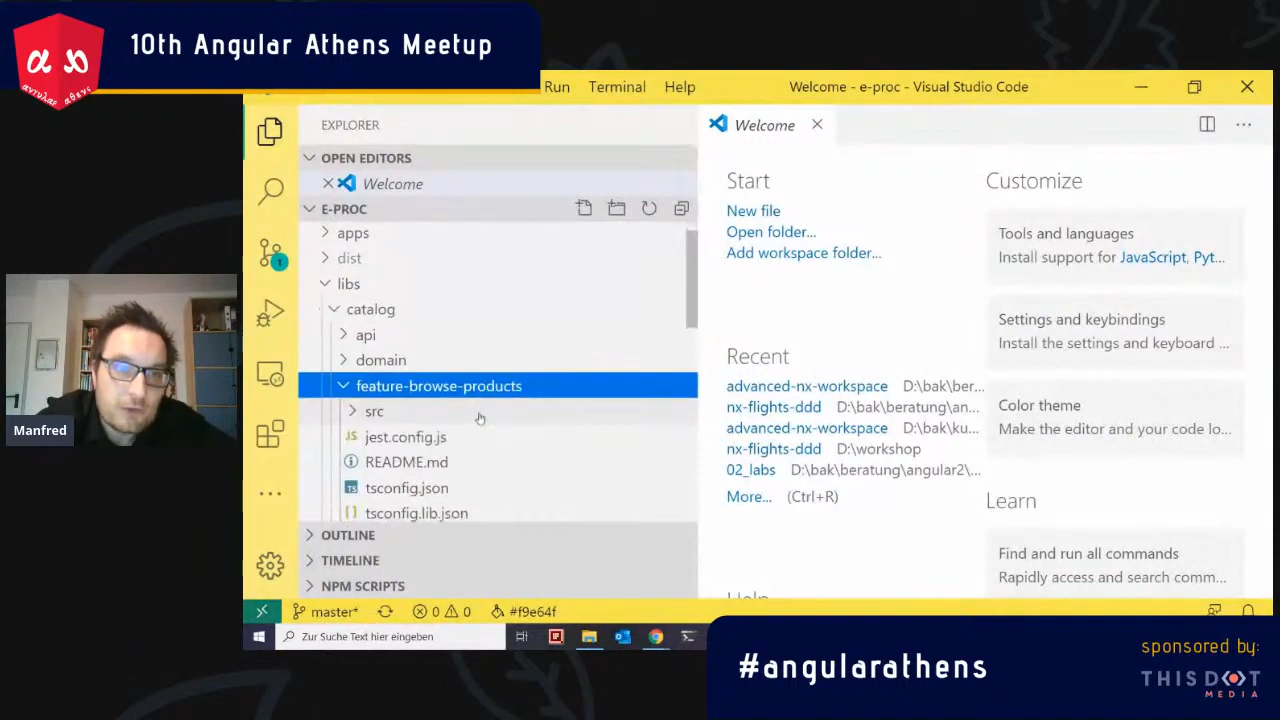 α ω
αγγυλαρ αθενς
10th Angular Athens Meetup
Run Terminal Help
Welcome - e-proc - Visual Studio Code
EXPLORER
OPEN EDITORS
Welcome
E-PROC
apps
dist
libs
catalog
api
domain
feature-browse-products
src
JS jest.config.js
README.md
TS tsconfig.json
{} tsconfig.lib.json
OUTLINE
TIMELINE
NPM SCRIPTS
1
Welcome
Start
New file
Open folder...
Add workspace folder...
Recent
advanced-nx-workspace D:\bak\ber...
nx-flights-ddd D:\bak\beratung\an...
advanced-nx-workspace D:\bak\ku...
nx-flights-ddd D:\workshop
02_labs D:\bak\beratung\angular2\...
More... (Ctrl+R)
Help
Customize
Tools and languages
Install support for JavaScript, Pyt...
Settings and keybindings
Install the settings and keyboard ...
Color theme
Make the editor and your code lo...
Learn
Find and run all commands
Rapidly access and search comm...
Manfred
master* 0 0 #f9e64f
Zur Suche Text hier eingeben
#angularathens
sponsored by:
THIS DOT
MEDIA